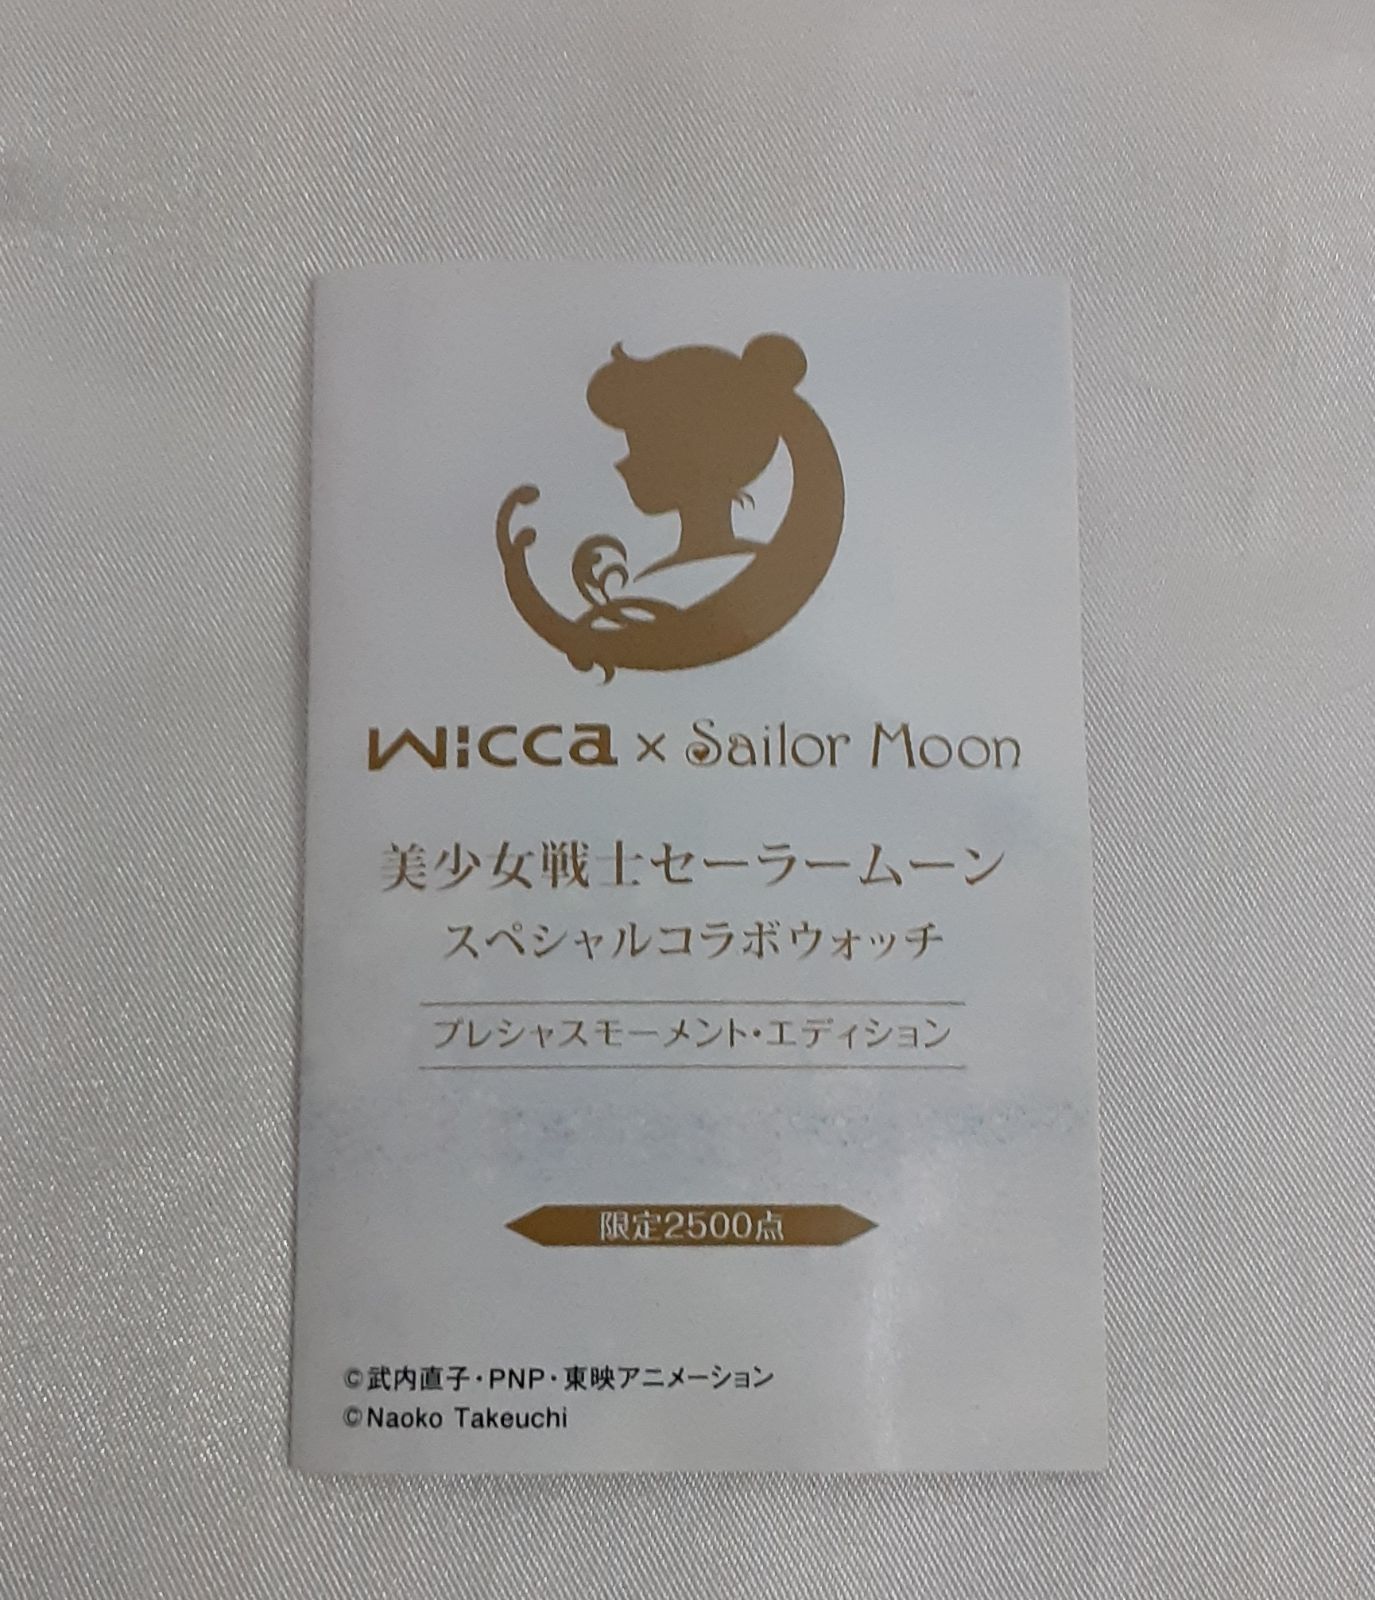 wicca × Sailor Moon
美少女戦士セーラームーン
スペシャルコラボウォッチ
プレシャスモーメント・エディション
限定2500点
©武内直子・PNP・東映アニメーション
©Naoko Takeuchi